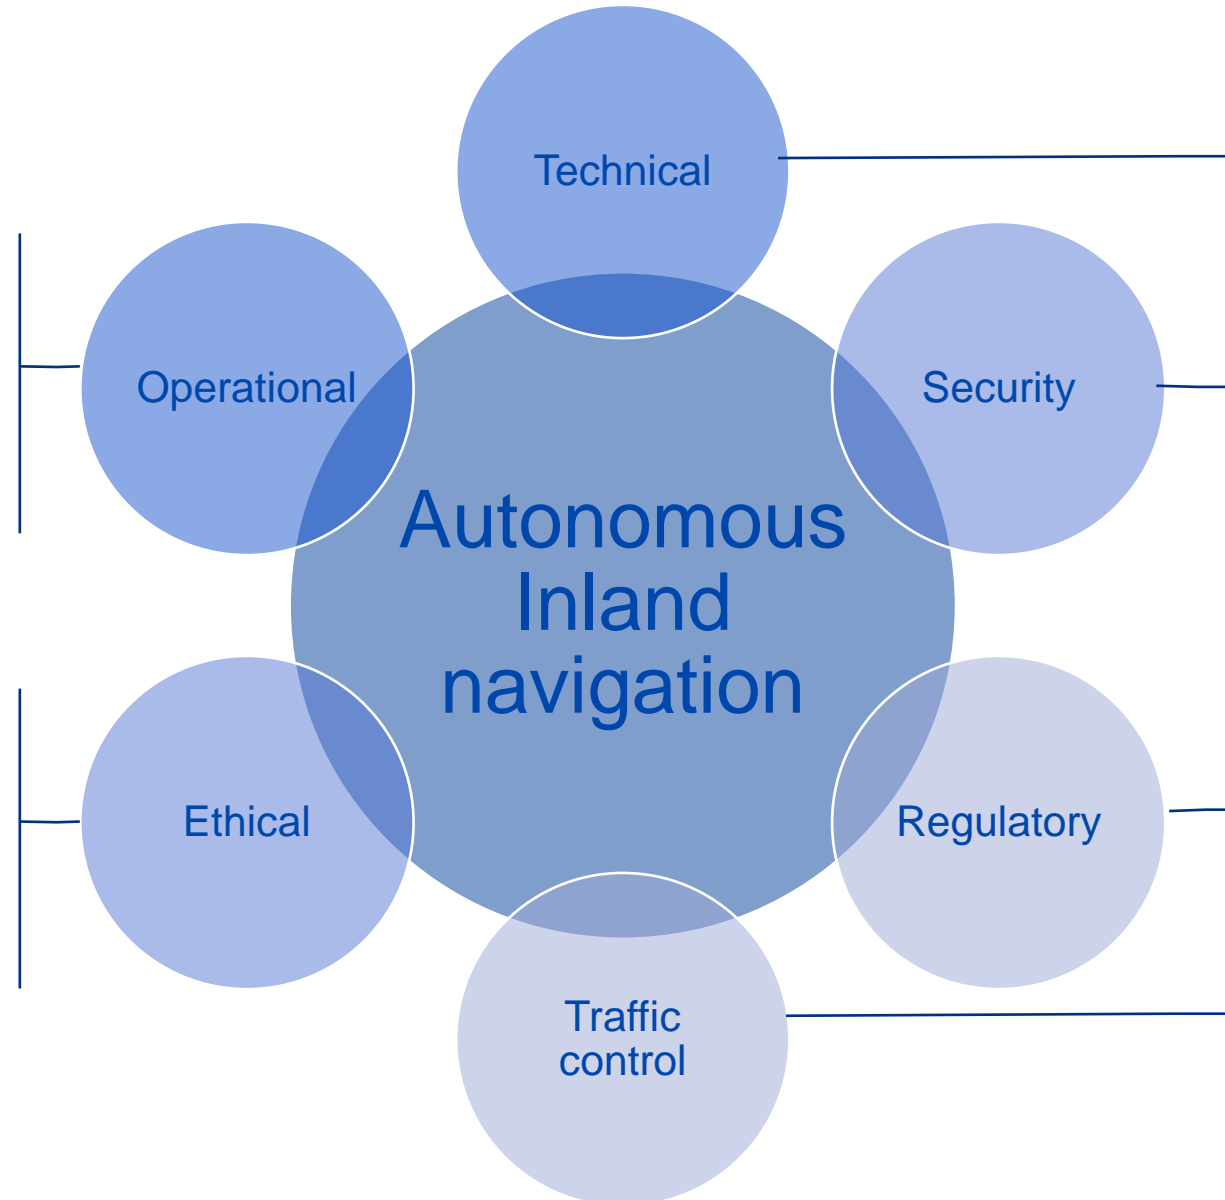 Technical
Operational
Security
Autonomous
Inland
navigation
Ethical
Regulatory
Traffic
control